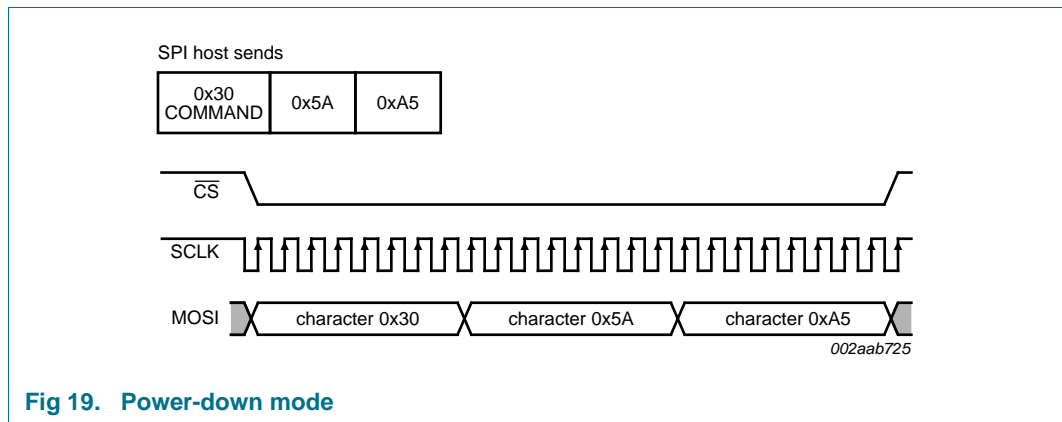 SPI host sends
0x30
COMMAND
0x5A
0xA5
CS
SCLK
MOSI
character 0x30
character 0x5A
character 0xA5
002aab725
Fig 19. Power-down mode